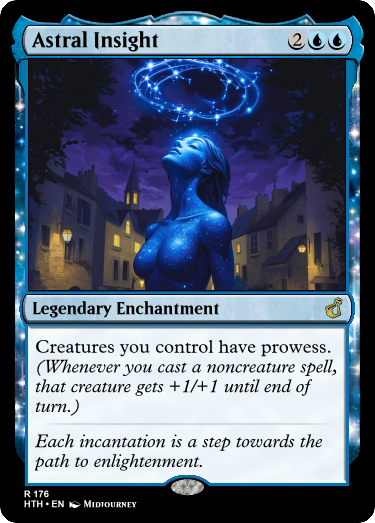 Astral Insight 2
Legendary Enchantment
Creatures you control have prowess.
(Whenever you cast a noncreature spell,
that creature gets +1/+1 until end of
turn.)
Each incantation is a step towards the
path to enlightenment.
R 176
HTH • EN Midjourney